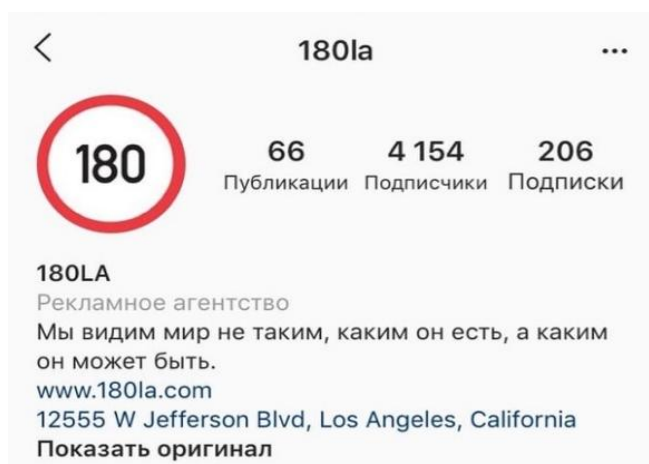 180la
180
66 4 154 206
Публикации Подписчики Подписки
180LA
Рекламное агентство
Мы видим мир не таким, каким он есть, а каким
он может быть.
www.180la.com
12555 W Jefferson Blvd, Los Angeles, California
Показать оригинал